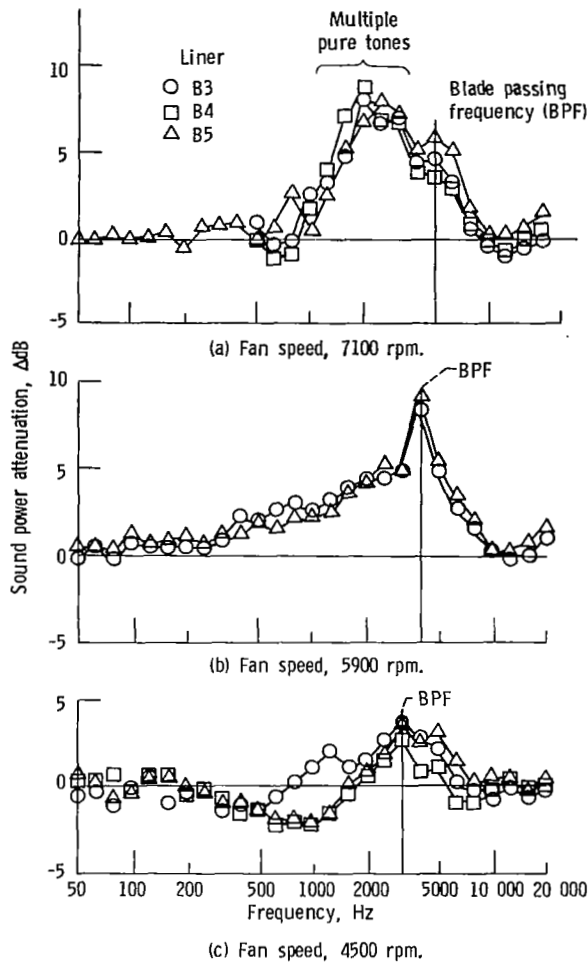 Multiple
pure tones
Liner
B3
B4
B5
Blade passing
frequency (BPF)
10
5
0
-5
(a) Fan speed, 7100 rpm.
BPF
10
5
0
-5
(b) Fan speed, 5900 rpm.
Sound power attenuation, ΔdB
BPF
5
0
-5
50 100 200 500 1000 2000 5000 10 000 20 000
Frequency, Hz
(c) Fan speed, 4500 rpm.